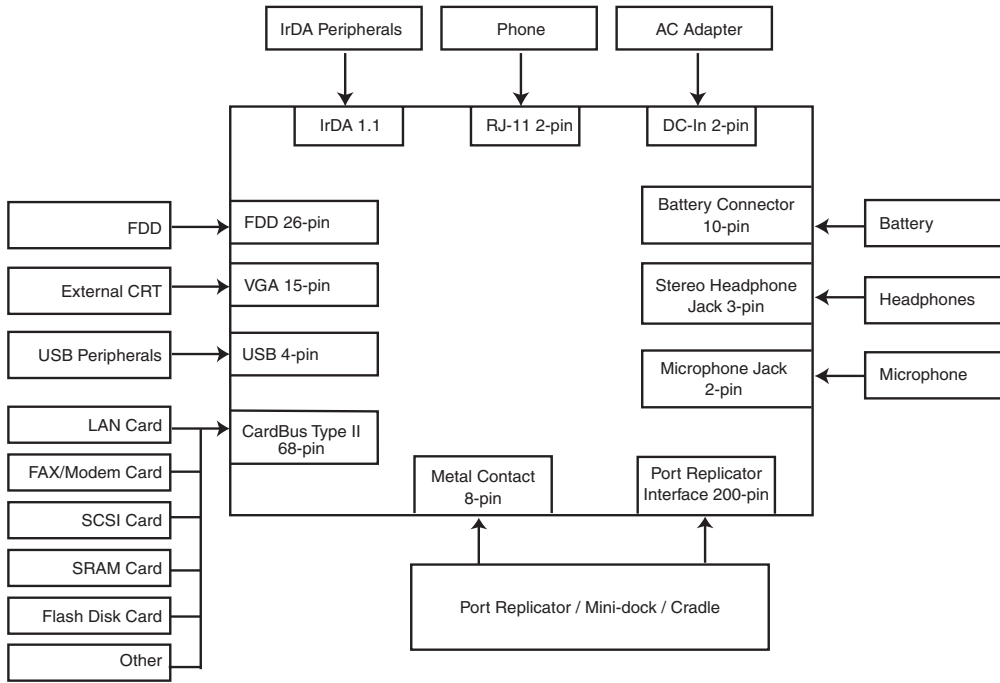 IrDA Peripherals
Phone
AC Adapter
IrDA 1.1
RJ-11 2-pin
DC-In 2-pin
FDD
External CRT
USB Peripherals
LAN Card
FAX/Modem Card
SCSI Card
SRAM Card
Flash Disk Card
Other
FDD 26-pin
VGA 15-pin
USB 4-pin
CardBus Type II
68-pin
Battery Connector
10-pin
Stereo Headphone
Jack 3-pin
Microphone Jack
2-pin
Battery
Headphones
Microphone
Metal Contact
8-pin
Port Replicator
Interface 200-pin
Port Replicator / Mini-dock / Cradle